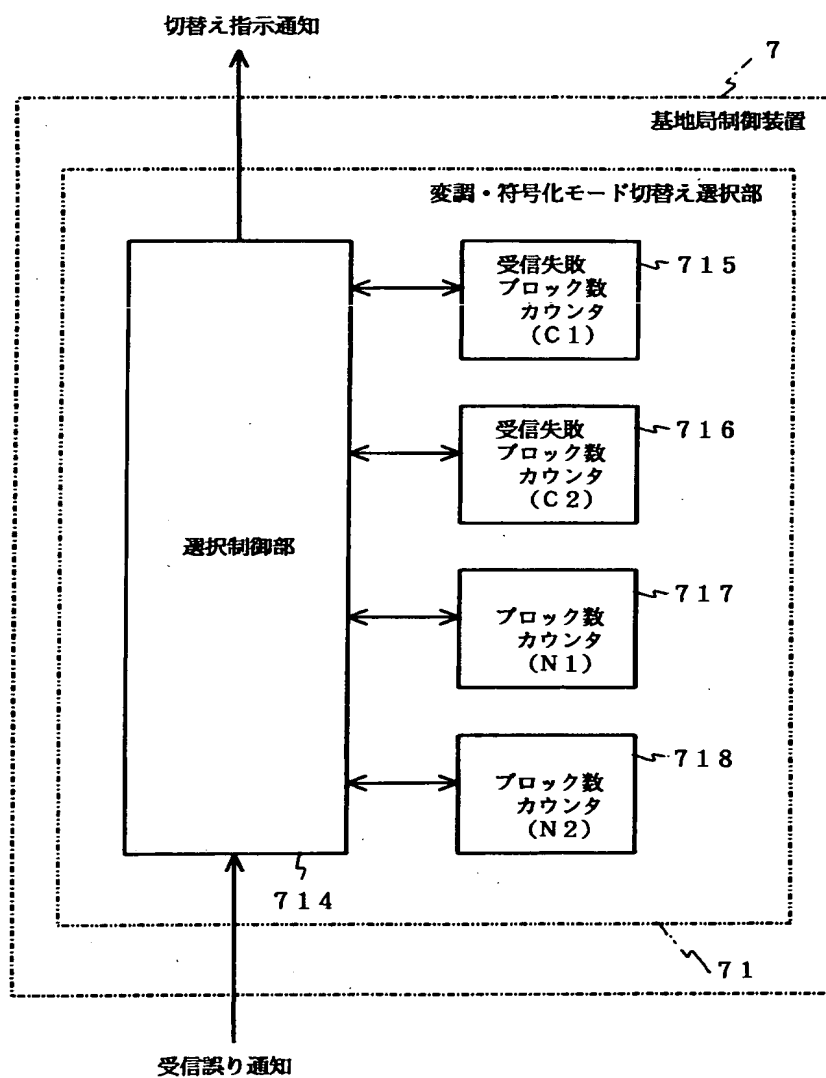 切替え指示通知
7
基地局制御装置
変調・符号化モード切替え選択部
受信失敗
ブロック数
カウンタ
(C1)
715
受信失敗
ブロック数
カウンタ
(C2)
716
選択制御部
ブロック数
カウンタ
(N1)
717
ブロック数
カウンタ
(N2)
718
714
71
受信誤り通知